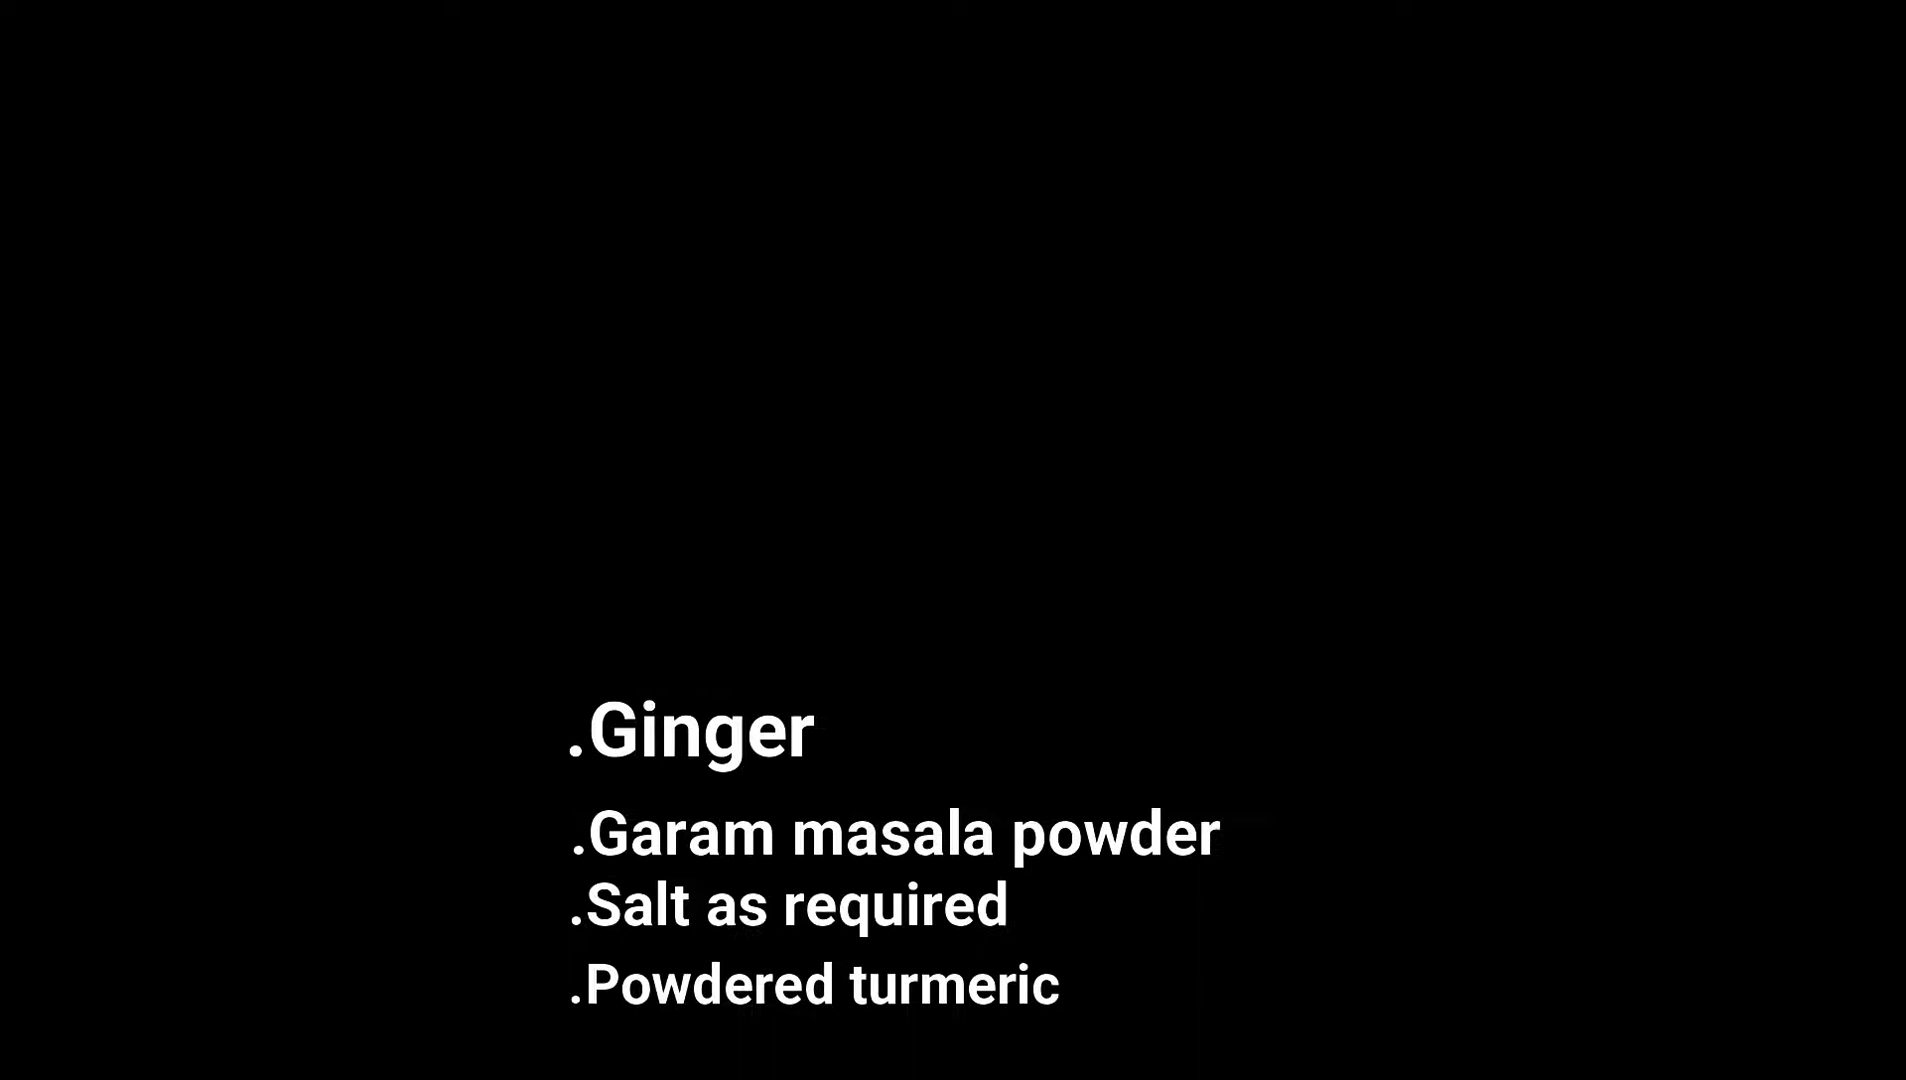 .Ginger
.Garam masala powder
.Salt as required
.Powdered turmeric